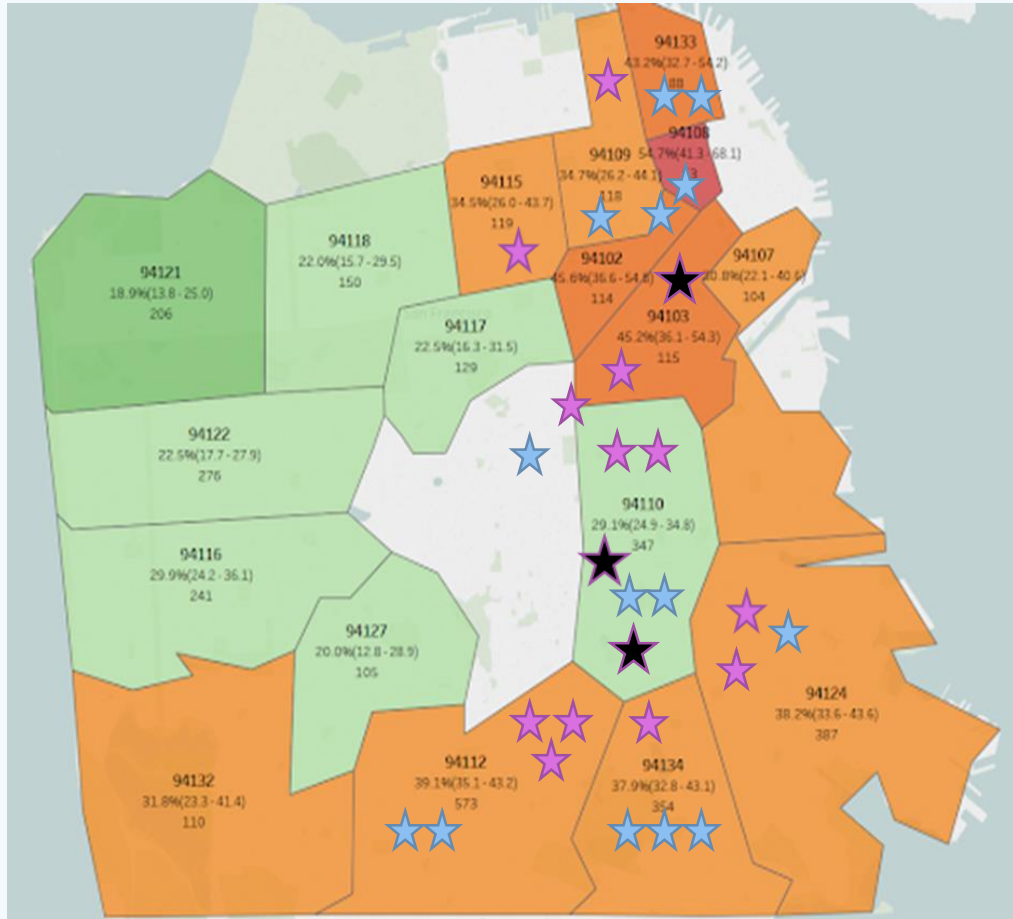 94133
43.2%(32.7 - 54.2)
88
94108
54.7%(41.3 - 68.1)
94109
34.7%(26.2 - 44.1)
118
94115
34.5%(26.0 - 43.7)
119
94118
22.0%(15.7 - 29.5)
150
94121
18.9%(13.8 - 25.0)
206
94102
45.6%(36.6 - 54.8)
114
94107
30.8%(22.1 - 40.6)
104
94103
45.2%(36.1 - 54.3)
115
94117
22.5%(16.3 - 31.5)
129
94122
22.5%(17.7 - 27.9)
276
94110
29.1%(24.9 - 34.8)
347
94116
29.9%(24.2 - 36.1)
241
94127
20.0%(12.8 - 28.9)
105
94124
38.2%(33.6 - 43.6)
387
94112
39.1%(35.1 - 43.2)
573
94134
37.9%(32.8 - 43.1)
354
94132
31.8%(23.3 - 41.4)
110